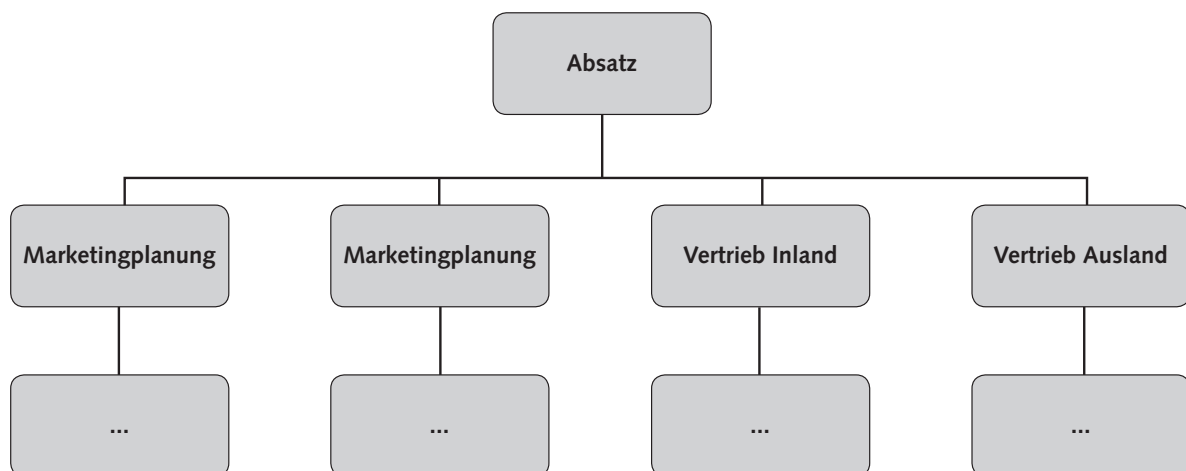 Absatz
Marketingplanung
Marketingplanung
Vertrieb Inland
Vertrieb Ausland
...
...
...
...